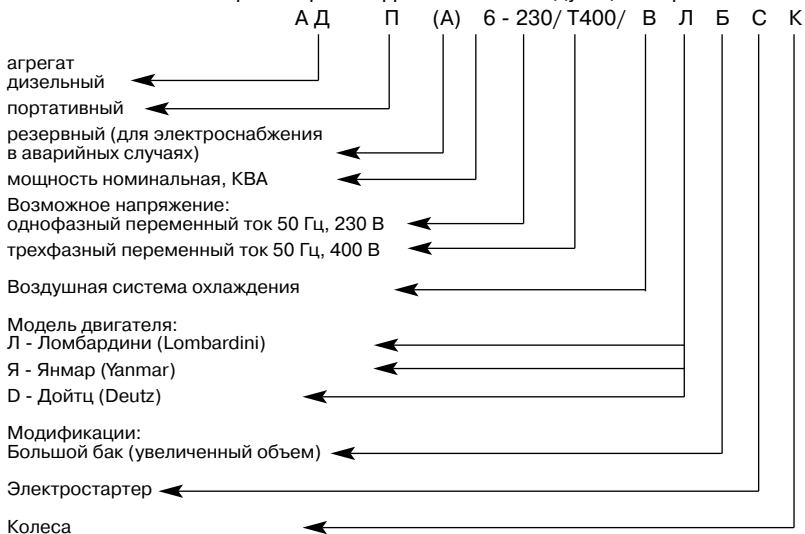 А Д П (А) 6 - 230/ Т400/ В Л Б С К
агрегат
дизельный
портативный
резервный (для электроснабжения
в аварийных случаях)
мощность номинальная, КВА
Возможное напряжение:
однофазный переменный ток 50 Гц, 230 В
трехфазный переменный ток 50 Гц, 400 В
Воздушная система охлаждения
Модель двигателя:
Л - Ломбардини (Lombardini)
Я - Янмар (Yanmar)
D - Дойтц (Deutz)
Модификации:
Большой бак (увеличенный объем)
Электростартер
Колеса